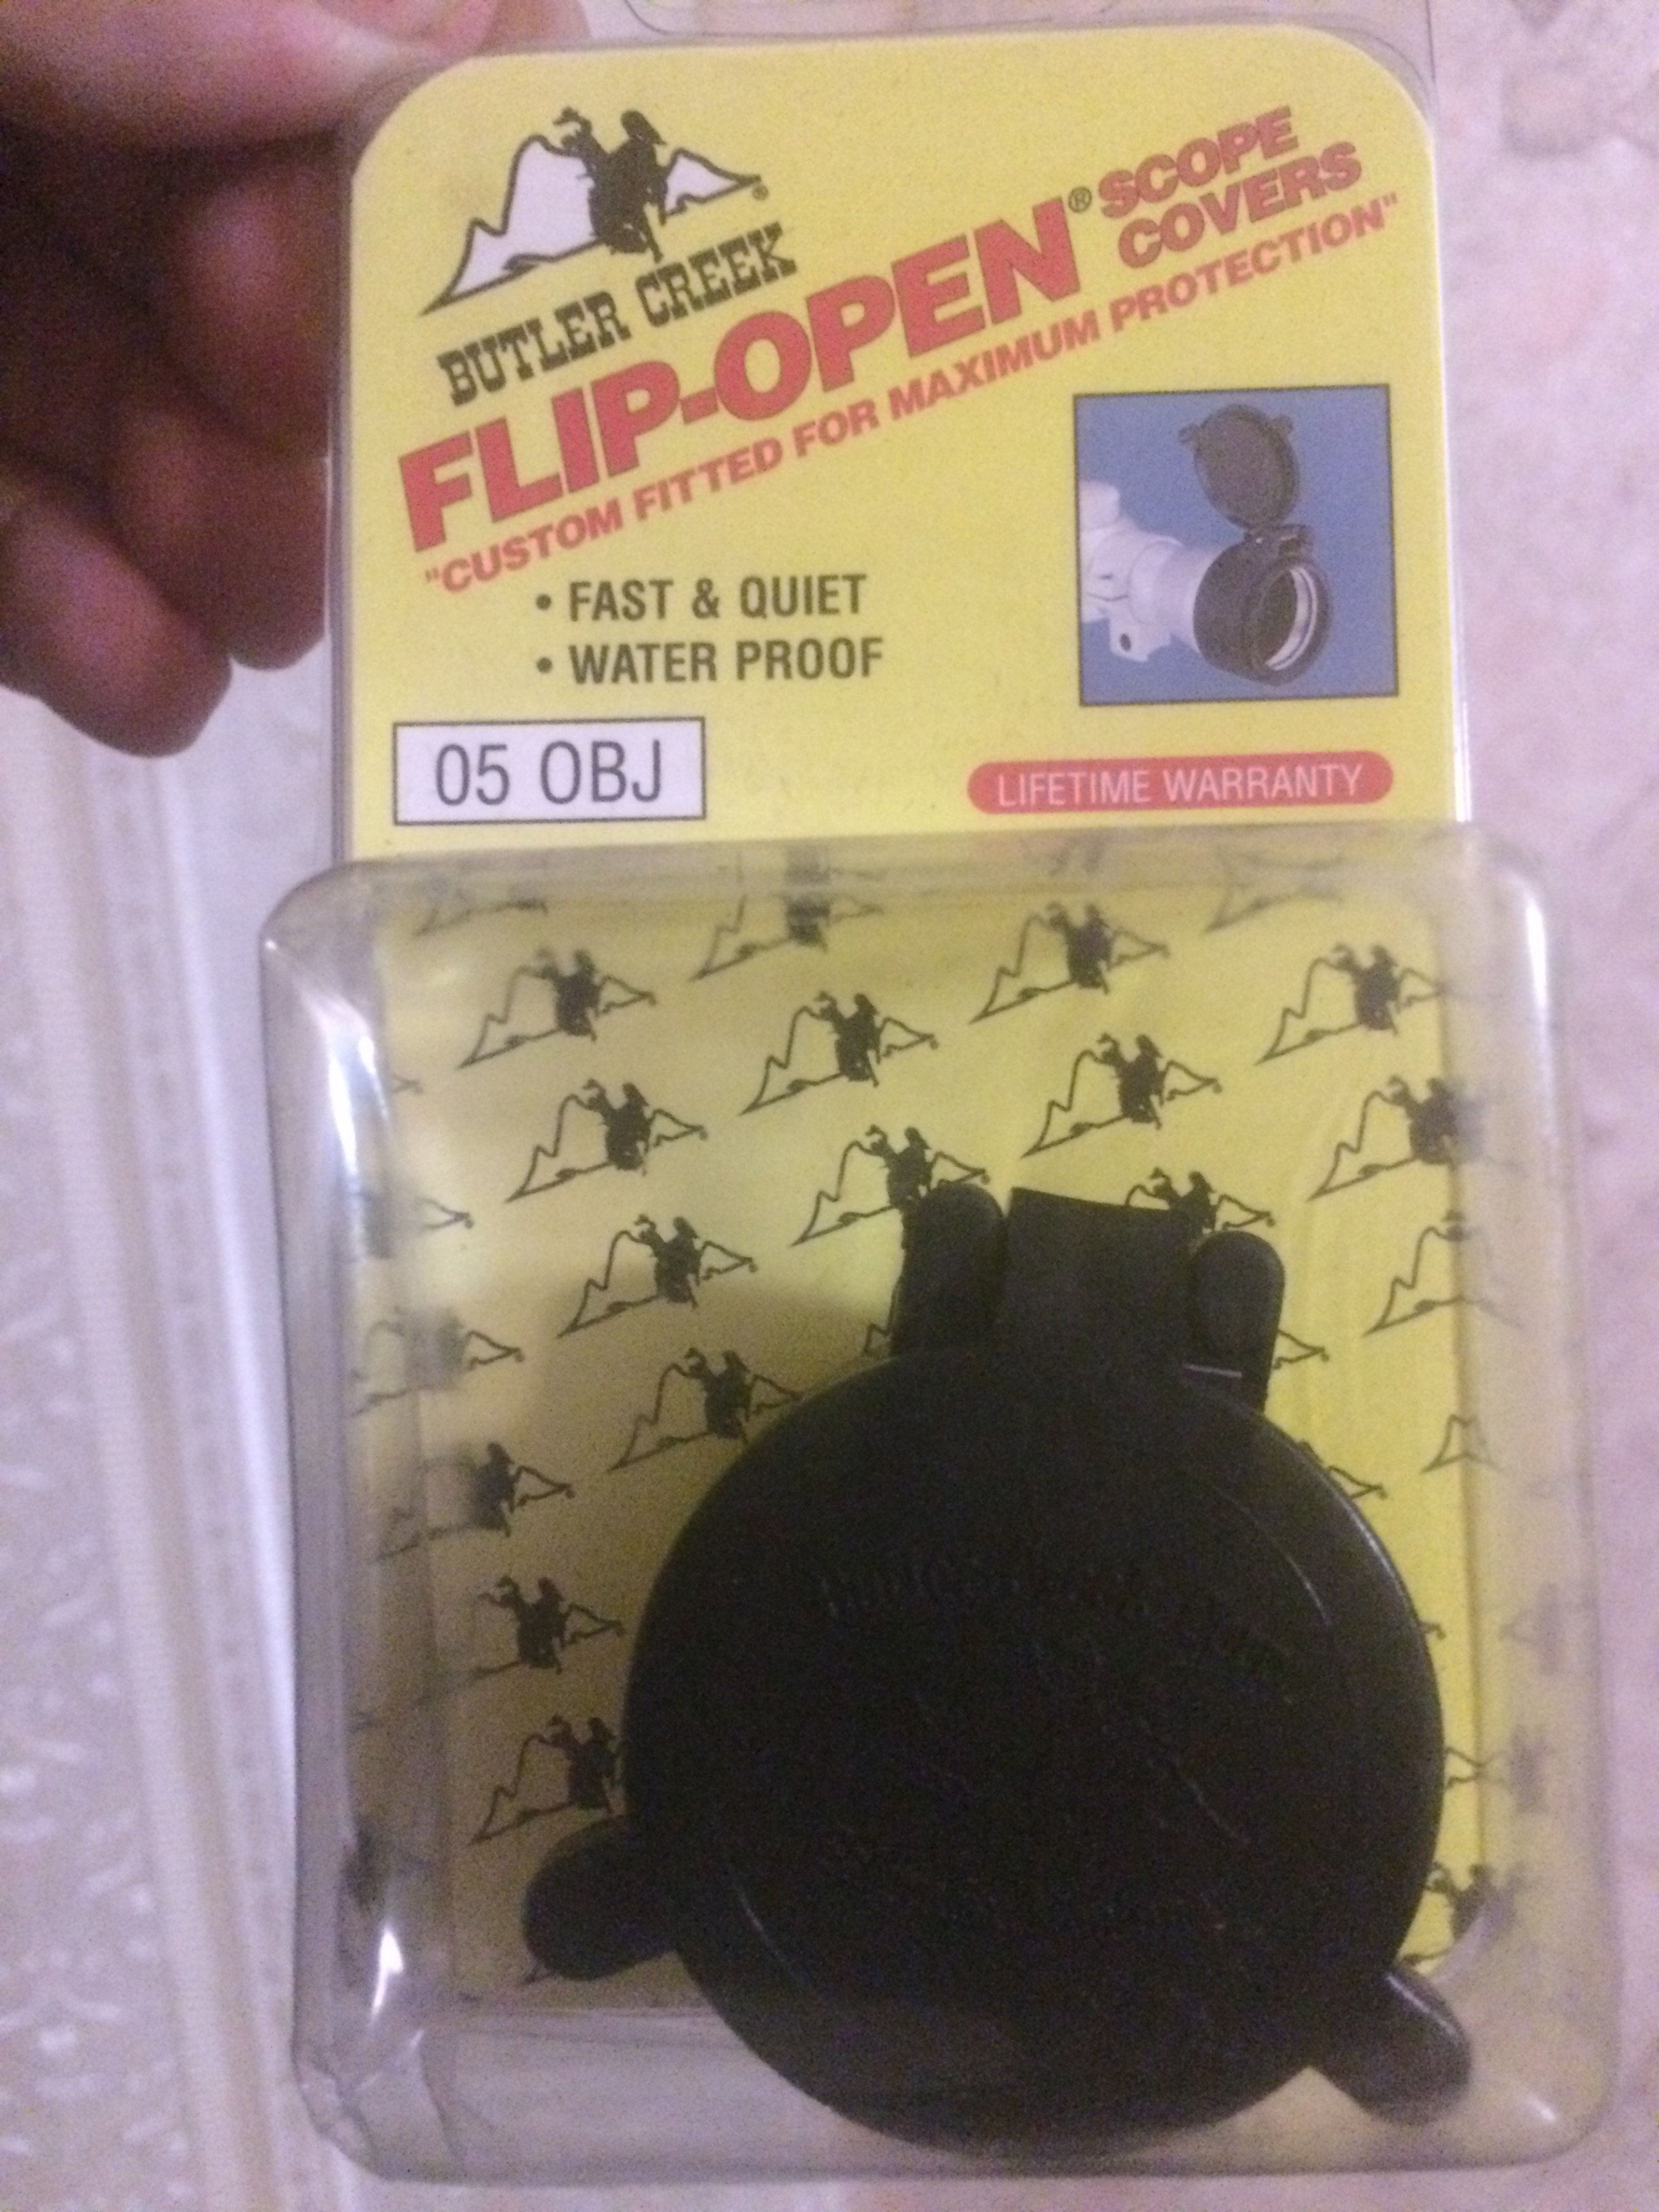 BUTLER CREEK
FLIP-OPEN® SCOPE COVERS
"CUSTOM FITTED FOR MAXIMUM PROTECTION"
• FAST & QUIET
• WATER PROOF
05 OBJ
LIFETIME WARRANTY